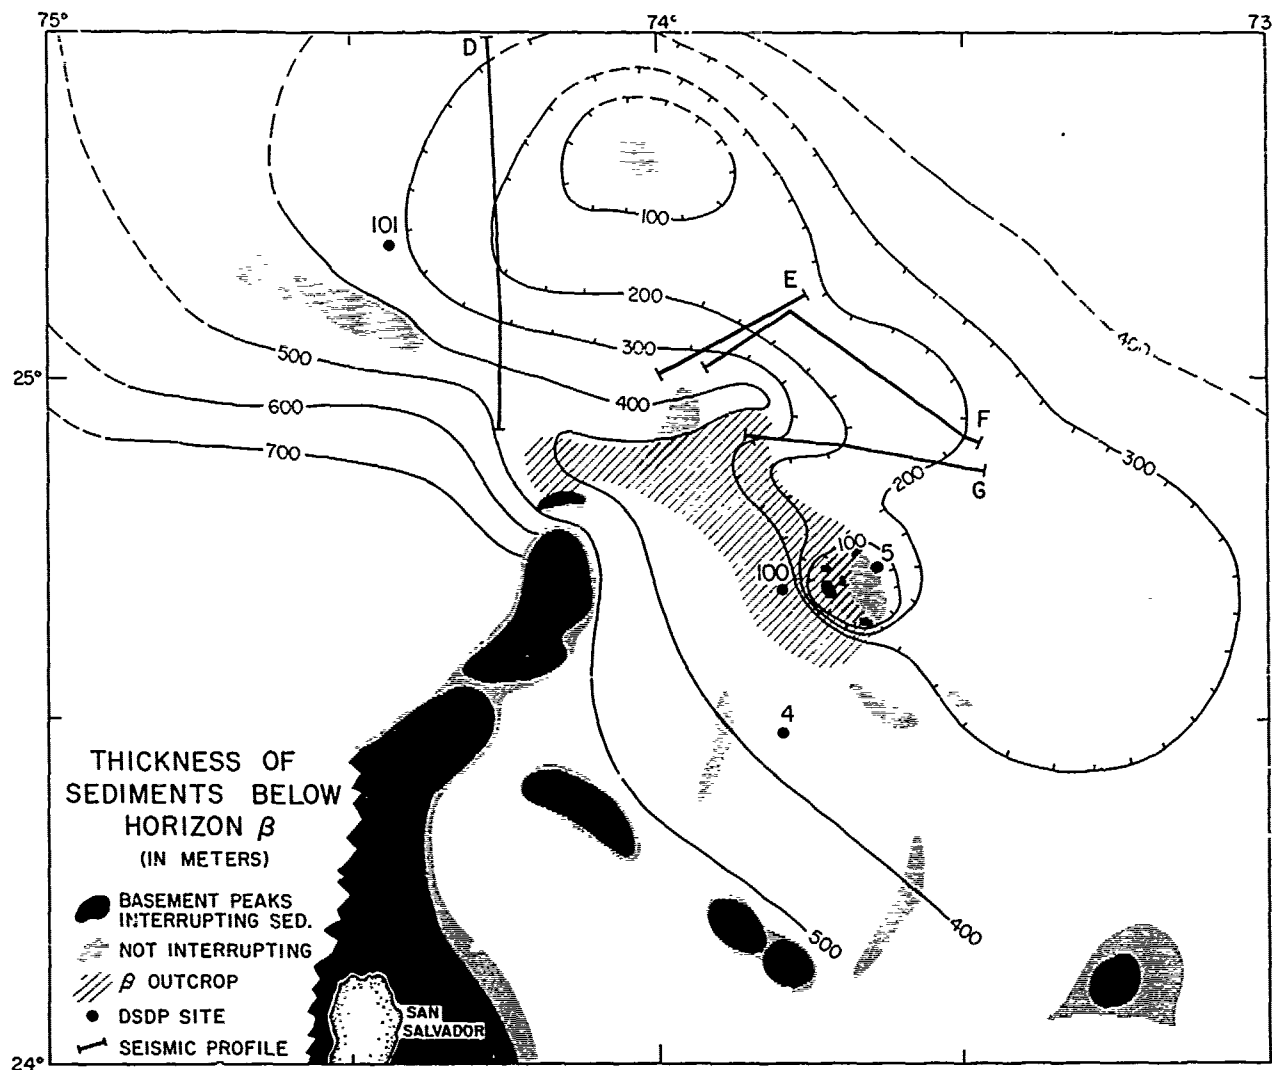 75°
74°
73
D
101
100
E
200
300
400
500
25°
400
600
F
700
300
200
G
100
5
100
4
THICKNESS OF
SEDIMENTS BELOW
HORIZON β
(IN METERS)
BASEMENT PEAKS
INTERRUPTING SED.
NOT INTERRUPTING
β OUTCROP
DSDP SITE
SEISMIC PROFILE
500
400
SAN
SALVADOR
24°